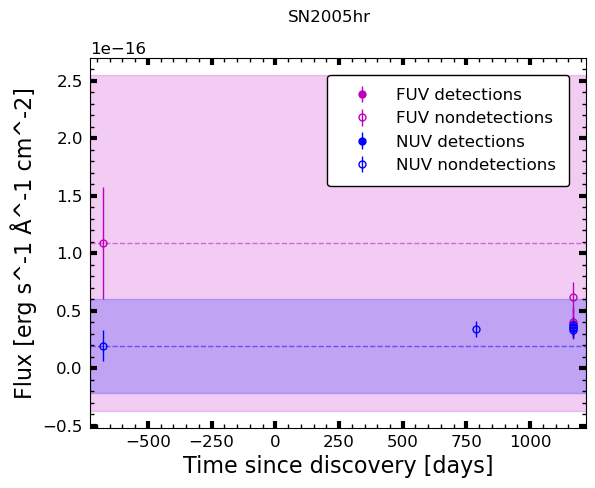 SN2005hr
1e−16
FUV detections
FUV nondetections
NUV detections
NUV nondetections
2.5
2.0
1.5
1.0
0.5
0.0
−0.5
Flux [erg s^-1 Å^-1 cm^-2]
−500 −250 0 250 500 750 1000
Time since discovery [days]